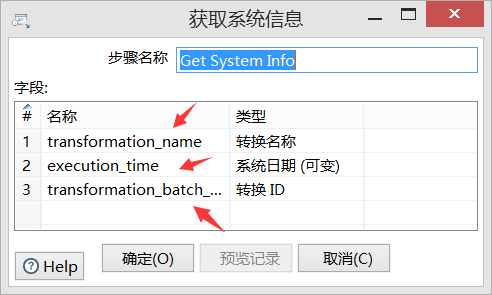 获取系统信息
步骤名称 Get System Info
字段:
# 名称 类型
1 transformation_name 转换名称
2 execution_time 系统日期 (可变)
3 transformation_batch_... 转换 ID
Help 确定(O) 预览记录 取消(C)